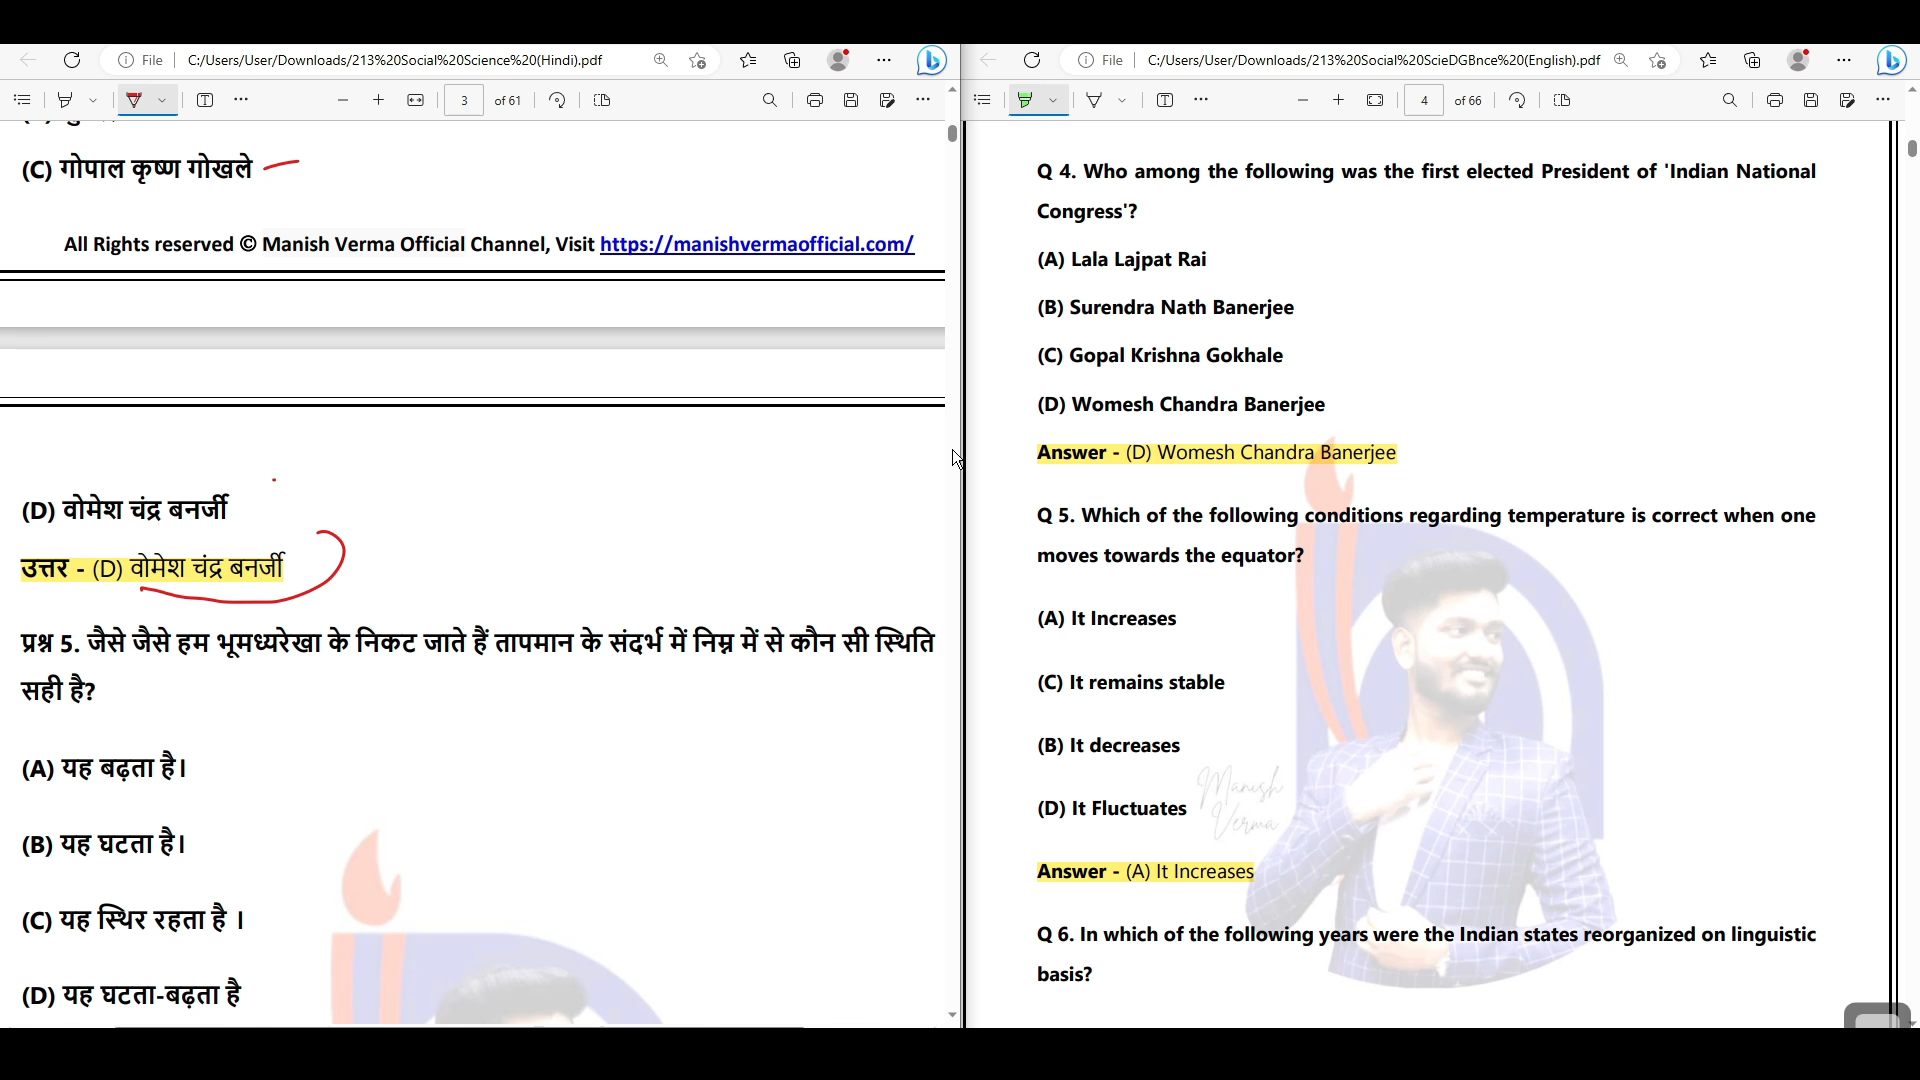 File C:/Users/User/Downloads/213%20Social%20Science%20(Hindi).pdf
3 of 61
(C) गोपाल कृष्ण गोखले
All Rights reserved © Manish Verma Official Channel, Visit https://manishvermaofficial.com/
(D) वोमेश चंद्र बनर्जी
उत्तर - (D) वोमेश चंद्र बनर्जी
प्रश्न 5. जैसे जैसे हम भूमध्यरेखा के निकट जाते हैं तापमान के संदर्भ में निम्न में से कौन सी स्थिति
सही है?
(A) यह बढ़ता है।
(B) यह घटता है।
(C) यह स्थिर रहता है ।
(D) यह घटता-बढ़ता है
File C:/Users/User/Downloads/213%20Social%20ScieDGBnce%20(English).pdf
4 of 66
Q 4. Who among the following was the first elected President of 'Indian National
Congress'?
(A) Lala Lajpat Rai
(B) Surendra Nath Banerjee
(C) Gopal Krishna Gokhale
(D) Womesh Chandra Banerjee
Answer - (D) Womesh Chandra Banerjee
Q 5. Which of the following conditions regarding temperature is correct when one
moves towards the equator?
(A) It Increases
(C) It remains stable
(B) It decreases
(D) It Fluctuates
Manish
Verma
Answer - (A) It Increases
Q 6. In which of the following years were the Indian states reorganized on linguistic
basis?